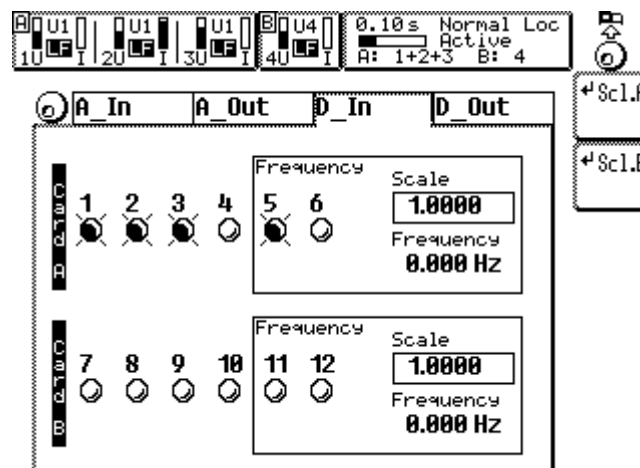 A U1 U1 U1 B U4 0.10s Normal Loc
LF LF LF LF Active
1U I 2U I 3U I 4U I A: 1+2+3 B: 4
A_In A_Out D_In D_Out
Scl.A
Scl.B
Card A
Frequency
Scale
1 2 3 4 5 6
1.0000
Frequency
0.000 Hz
Card B
Frequency
Scale
7 8 9 10 11 12
1.0000
Frequency
0.000 Hz